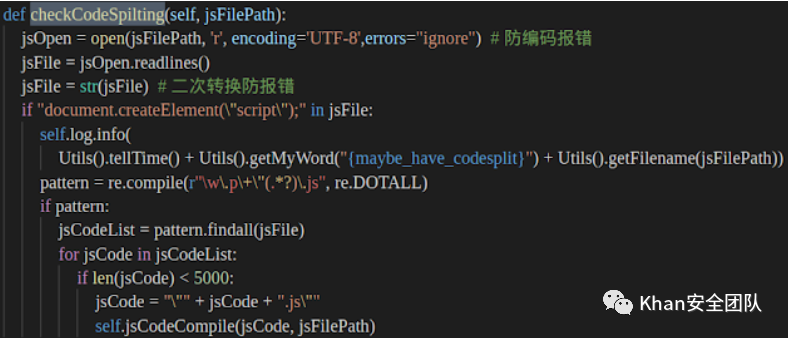 def checkCodeSpilting(self, jsFilePath):
jsOpen = open(jsFilePath, 'r', encoding='UTF-8',errors="ignore") # 防编码报错
jsFile = jsOpen.readlines()
jsFile = str(jsFile) # 二次转换防报错
if "document.createElement(\"script\");" in jsFile:
self.log.info(
Utils().tellTime() + Utils().getMyWord("{maybe_have_codesplit}") + Utils().getFilename(jsFilePath))
pattern = re.compile(r"\w\.p\+\"(.*?)\.js", re.DOTALL)
if pattern:
jsCodeList = pattern.findall(jsFile)
for jsCode in jsCodeList:
if len(jsCode) < 5000:
jsCode = "\"" + jsCode + ".js\""
self.jsCodeCompile(jsCode, jsFilePath)
Khan安全团队